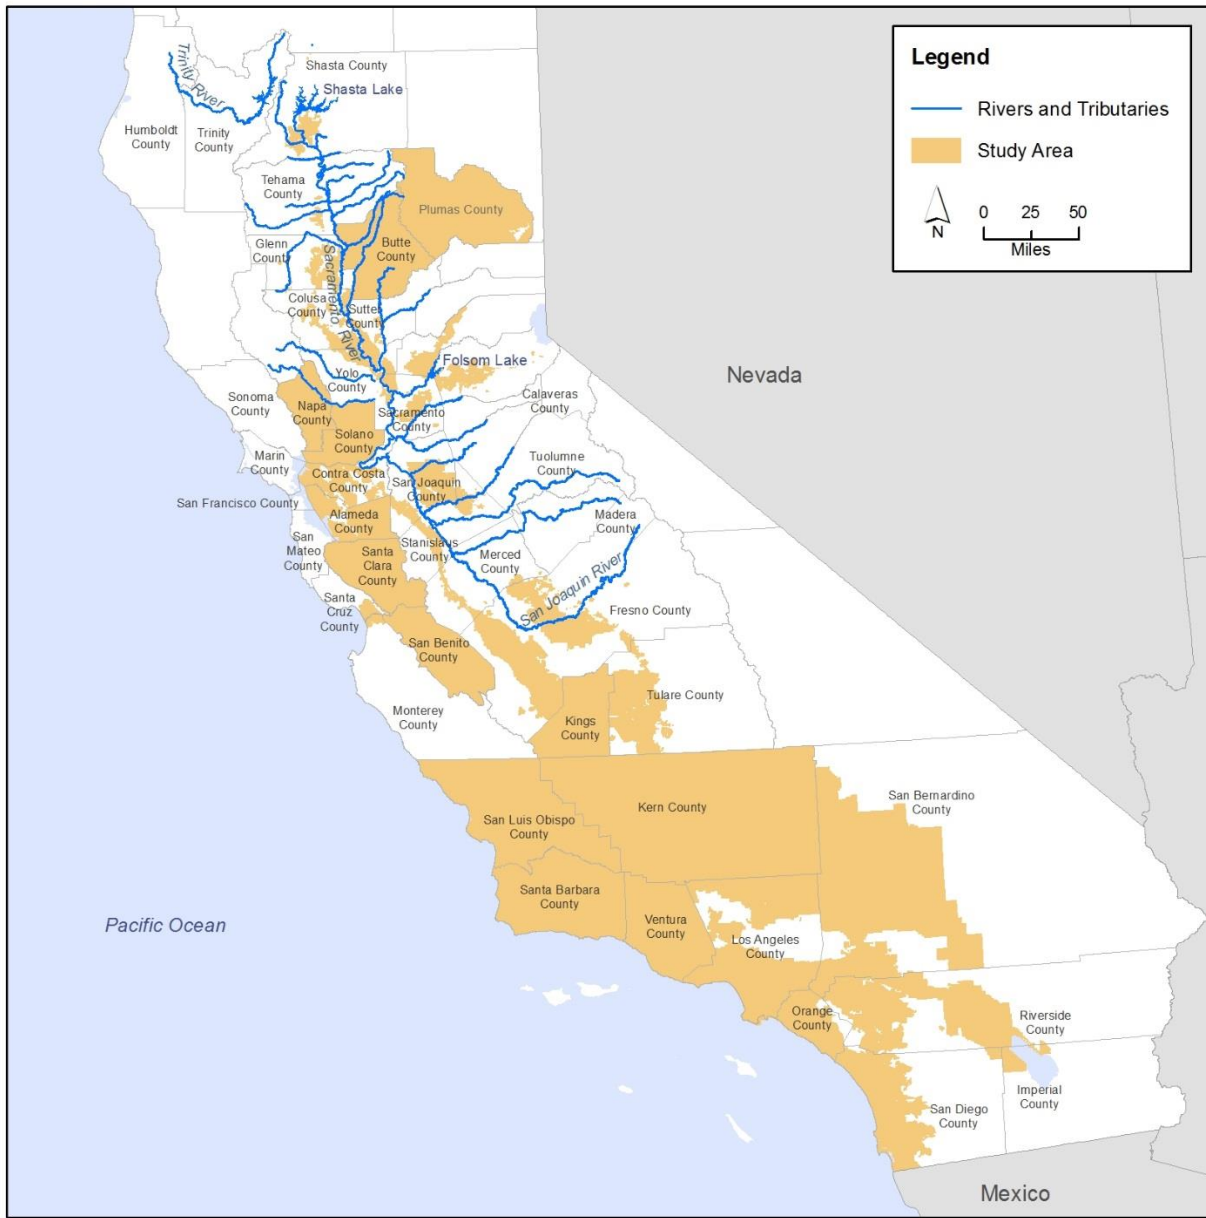 Legend
Rivers and Tributaries
Study Area
N
0 25 50
Miles
Trinity River
Shasta County
Shasta Lake
Humboldt
County
Trinity
County
Tehama
County
Plumas County
Glenn
County
Butte
County
Sacramento River
Colusa
County
Sutter
County
Folsom Lake
Yolo
County
Nevada
Sonoma
County
Napa
County
Sacramento
County
Calaveras
County
Solano
County
Marin
County
Contra Costa
County
San Joaquin
County
Tuolumne
County
San Francisco County
Alameda
County
Madera
County
San
Mateo
County
Santa
Clara
County
Stanislaus
County
Merced
County
San Joaquin River
Santa
Cruz
County
Fresno County
San Benito
County
Monterey
County
Kings
County
Tulare County
San Luis Obispo
County
Kern County
San Bernardino
County
Santa Barbara
County
Ventura
County
Los Angeles
County
Pacific Ocean
Orange
County
Riverside
County
San Diego
County
Imperial
County
Mexico